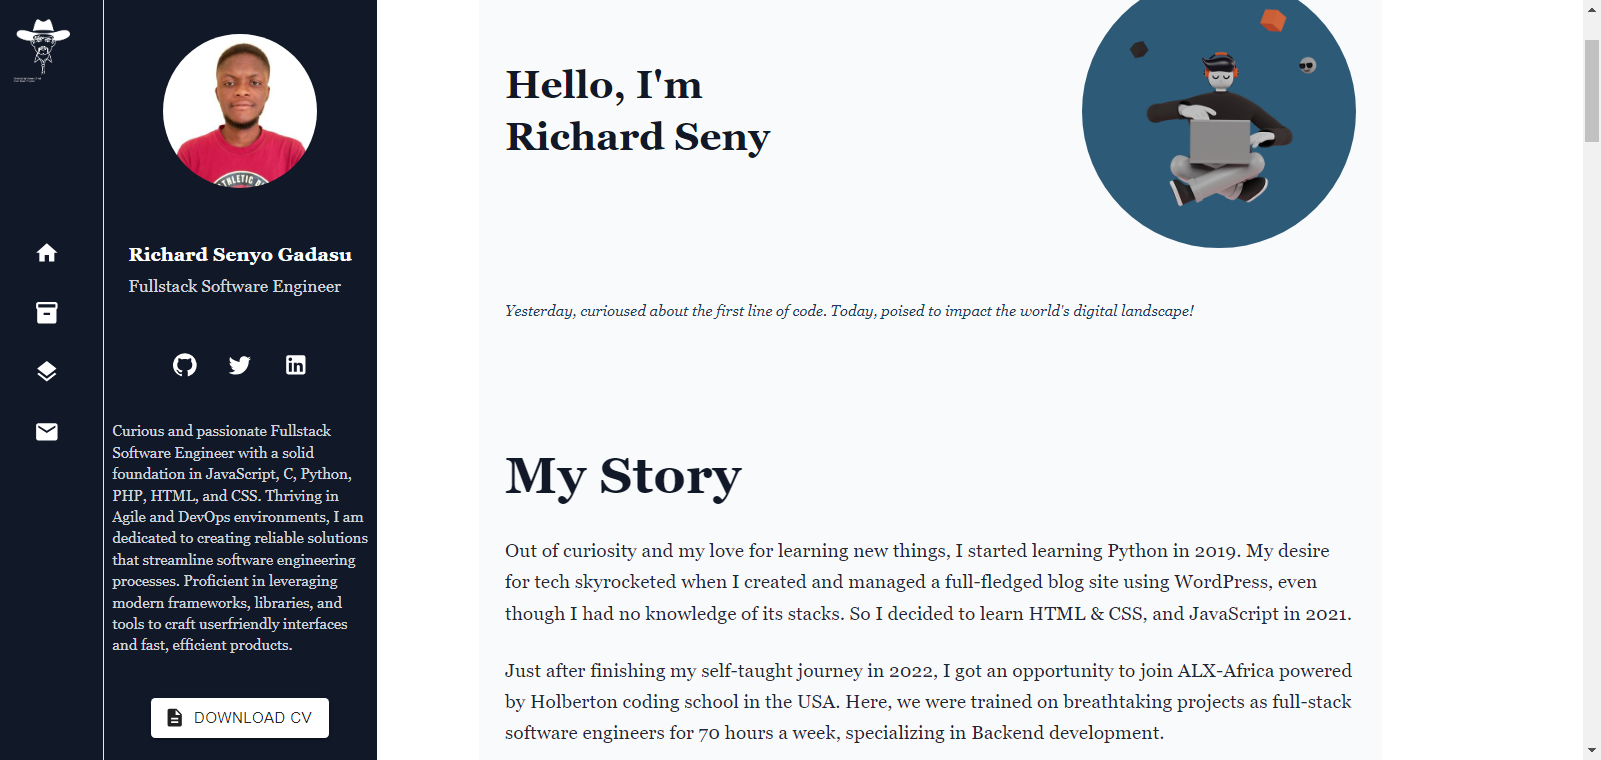 Richard Senyo Gadasu
Fullstack Software Engineer
Curious and passionate Fullstack
Software Engineer with a solid
foundation in JavaScript, C, Python,
PHP, HTML, and CSS. Thriving in
Agile and DevOps environments, I am
dedicated to creating reliable solutions
that streamline software engineering
processes. Proficient in leveraging
modern frameworks, libraries, and
tools to craft userfriendly interfaces
and fast, efficient products.
DOWNLOAD CV
Hello, I'm
Richard Seny
Yesterday, curioused about the first line of code. Today, poised to impact the world's digital landscape!
My Story
Out of curiosity and my love for learning new things, I started learning Python in 2019. My desire
for tech skyrocketed when I created and managed a full-fledged blog site using WordPress, even
though I had no knowledge of its stacks. So I decided to learn HTML & CSS, and JavaScript in 2021.
Just after finishing my self-taught journey in 2022, I got an opportunity to join ALX-Africa powered
by Holberton coding school in the USA. Here, we were trained on breathtaking projects as full-stack
software engineers for 70 hours a week, specializing in Backend development.